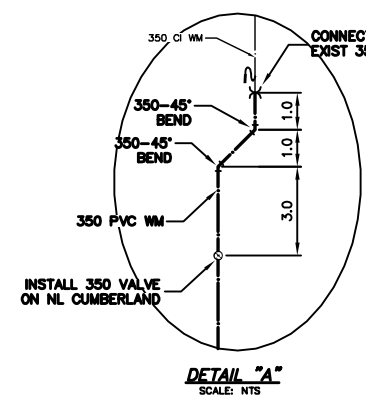 350 CI WM
CONNECT
EXIST 35
350-45°
BEND
1.0
350-45°
BEND
1.0
350 PVC WM
3.0
INSTALL 350 VALVE
ON NL CUMBERLAND
DETAIL "A"
SCALE: NTS